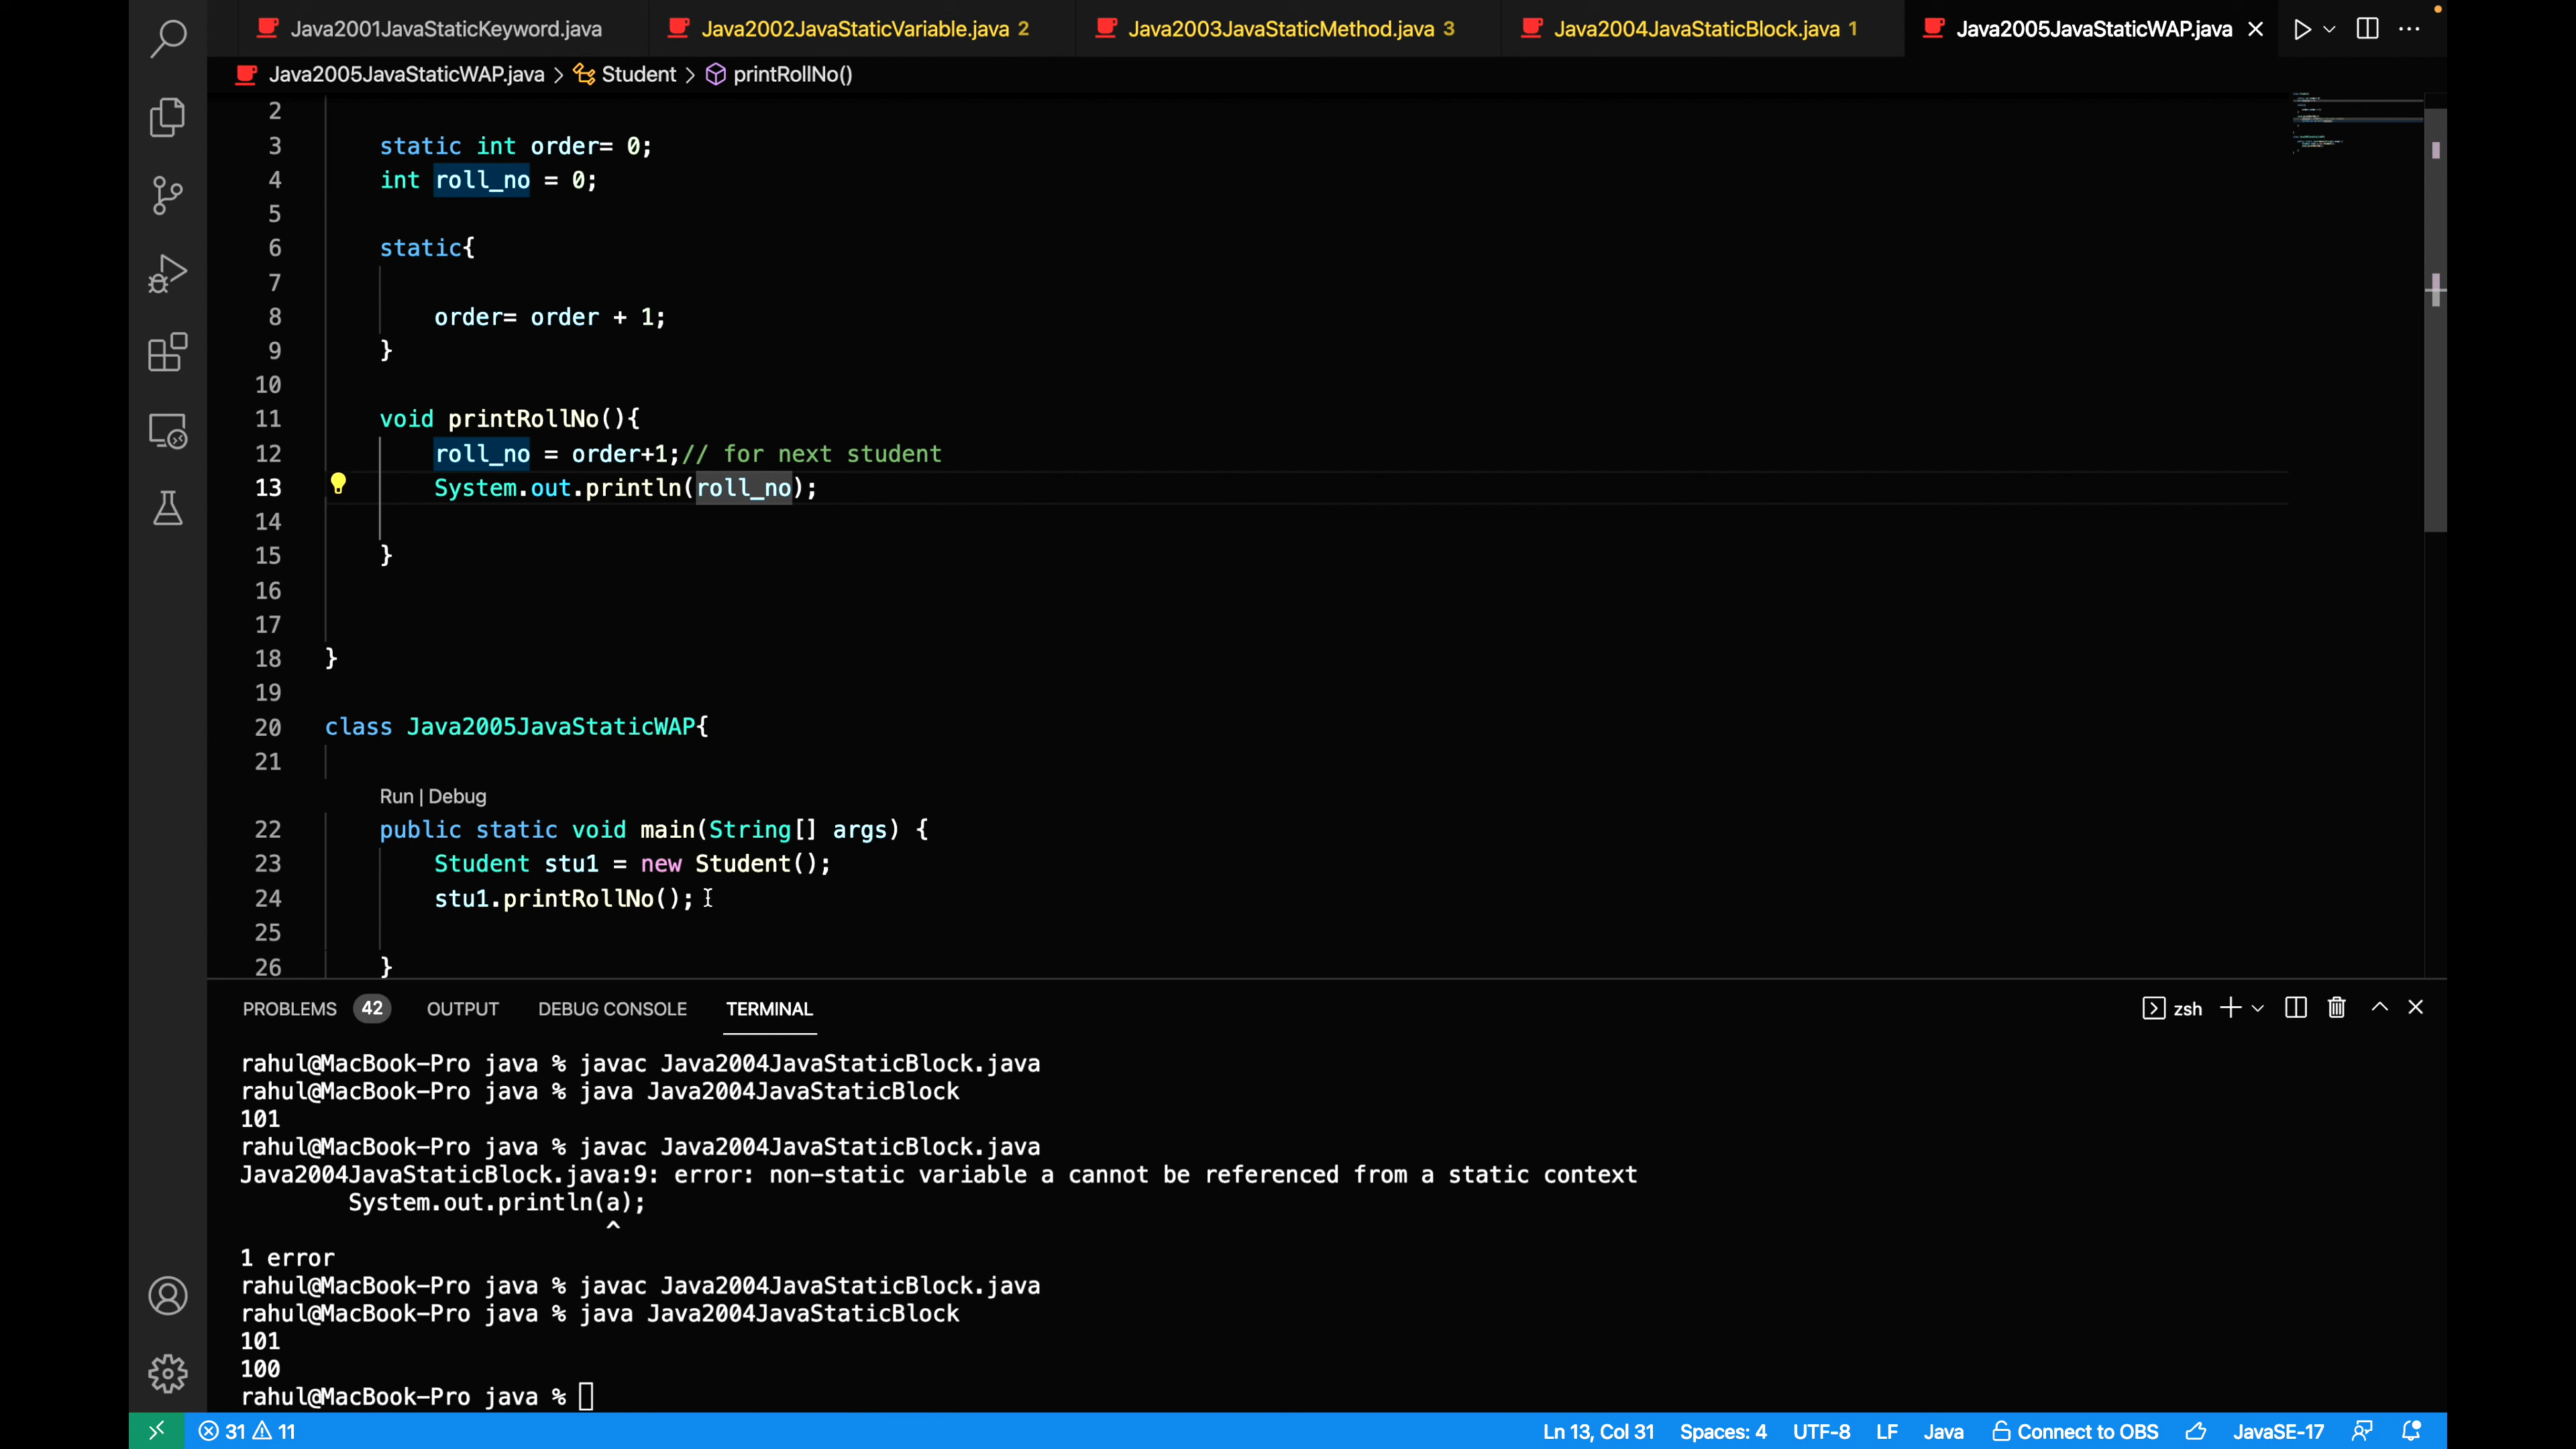 Java2001JavaStaticKeyword.java Java2002JavaStaticVariable.java 2 Java2003JavaStaticMethod.java 3 Java2004JavaStaticBlock.java 1 Java2005JavaStaticWAP.java
Java2005JavaStaticWAP.java > Student > printRollNo()
2
3 static int order= 0;
4 int roll_no = 0;
5
6 static{
7
8 order= order + 1;
9 }
10
11 void printRollNo(){
12 roll_no = order+1;// for next student
13 System.out.println(roll_no);
14
15 }
16
17
18 }
19
20 class Java2005JavaStaticWAP{
21
Run | Debug
22 public static void main(String[] args) {
23 Student stu1 = new Student();
24 stu1.printRollNo();
25
26 }
PROBLEMS 42 OUTPUT DEBUG CONSOLE TERMINAL zsh
rahul@MacBook-Pro java % javac Java2004JavaStaticBlock.java
rahul@MacBook-Pro java % java Java2004JavaStaticBlock
101
rahul@MacBook-Pro java % javac Java2004JavaStaticBlock.java
Java2004JavaStaticBlock.java:9: error: non-static variable a cannot be referenced from a static context
System.out.println(a);
^
1 error
rahul@MacBook-Pro java % javac Java2004JavaStaticBlock.java
rahul@MacBook-Pro java % java Java2004JavaStaticBlock
101
100
rahul@MacBook-Pro java %
31 11 Ln 13, Col 31 Spaces: 4 UTF-8 LF Java Connect to OBS JavaSE-17